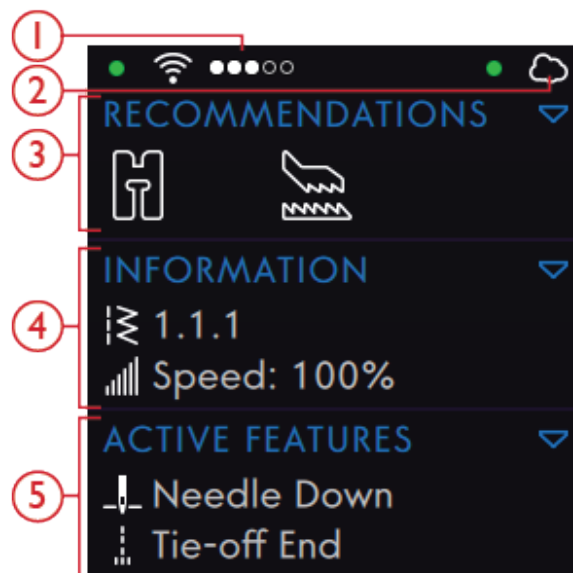 1
2
RECOMMENDATIONS
3
INFORMATION
4
1.1.1
Speed: 100%
ACTIVE FEATURES
5
Needle Down
Tie-off End